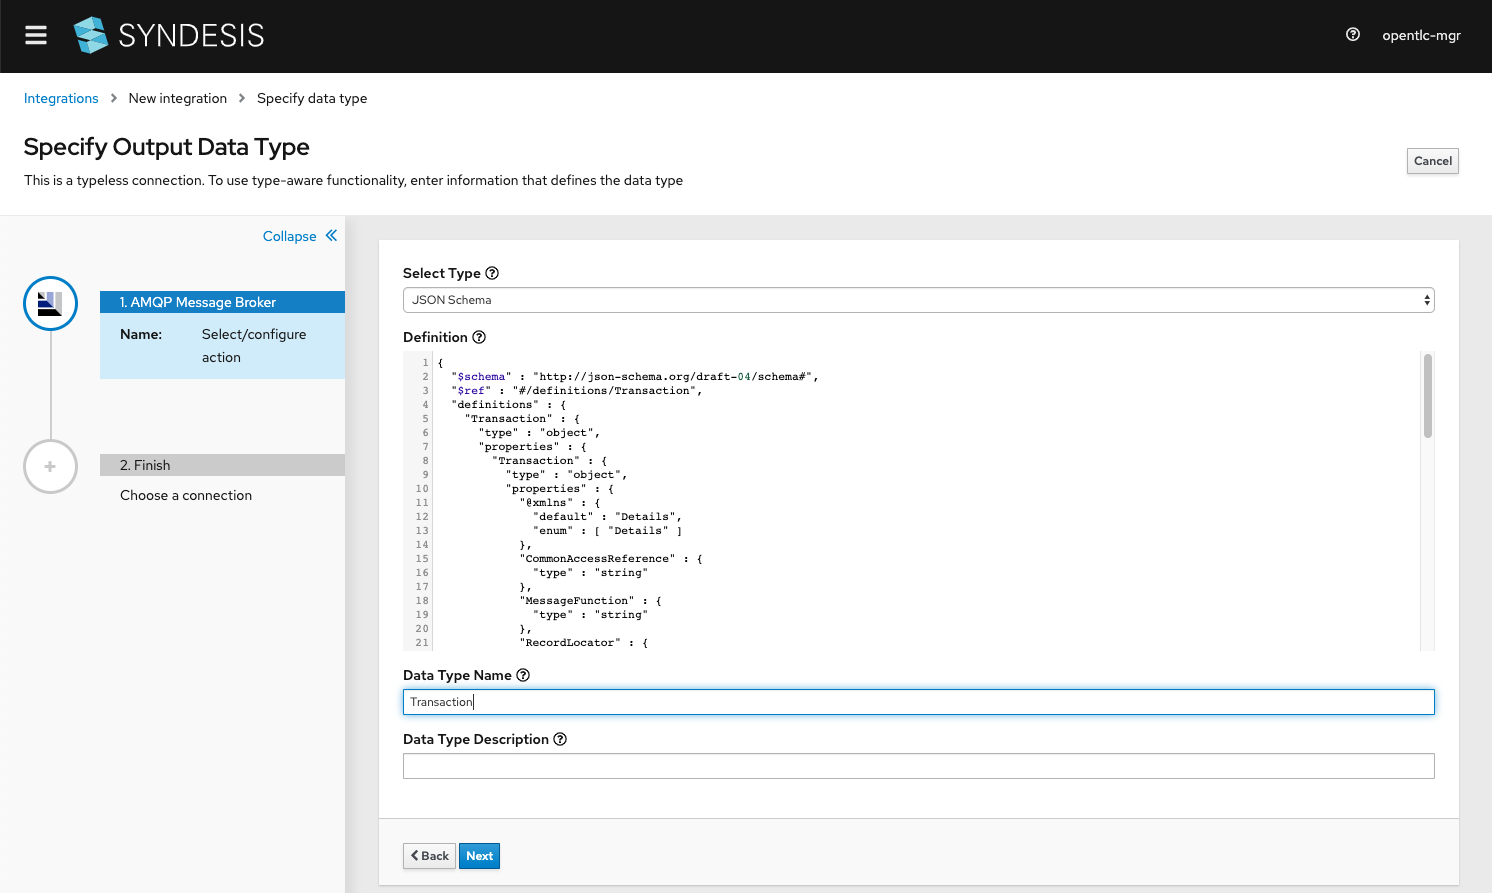 SYNDESIS
opentlc-mgr
Integrations > New integration > Specify data type
Specify Output Data Type
This is a typeless connection. To use type-aware functionality, enter information that defines the data type
Cancel
Collapse
1. AMQP Message Broker
Name: Select/configure
action
2. Finish
Choose a connection
Select Type
JSON Schema
Definition
1 {
2   "$schema" : "http://json-schema.org/draft-04/schema#",
3   "$ref" : "#/definitions/Transaction",
4   "definitions" : {
5     "Transaction" : {
6       "type" : "object",
7       "properties" : {
8         "Transaction" : {
9           "type" : "object",
10           "properties" : {
11             "@xmlns" : {
12               "default" : "Details",
13               "enum" : [ "Details" ]
14             },
15             "CommonAccessReference" : {
16               "type" : "string"
17             },
18             "MessageFunction" : {
19               "type" : "string"
20             },
21             "RecordLocator" : {
Data Type Name
Transaction
Data Type Description
Back
Next